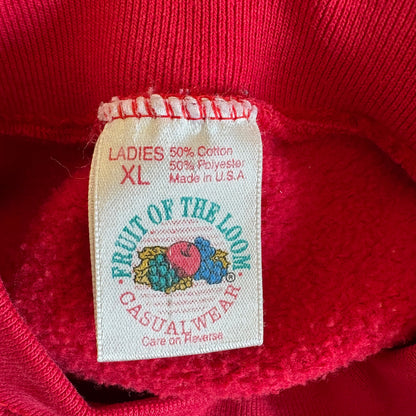 LADIES 50% Cotton
XL 50% Polyester
Made in U.S.A
FRUIT OF THE LOOM
®
CASUALWEAR
Care on Reverse